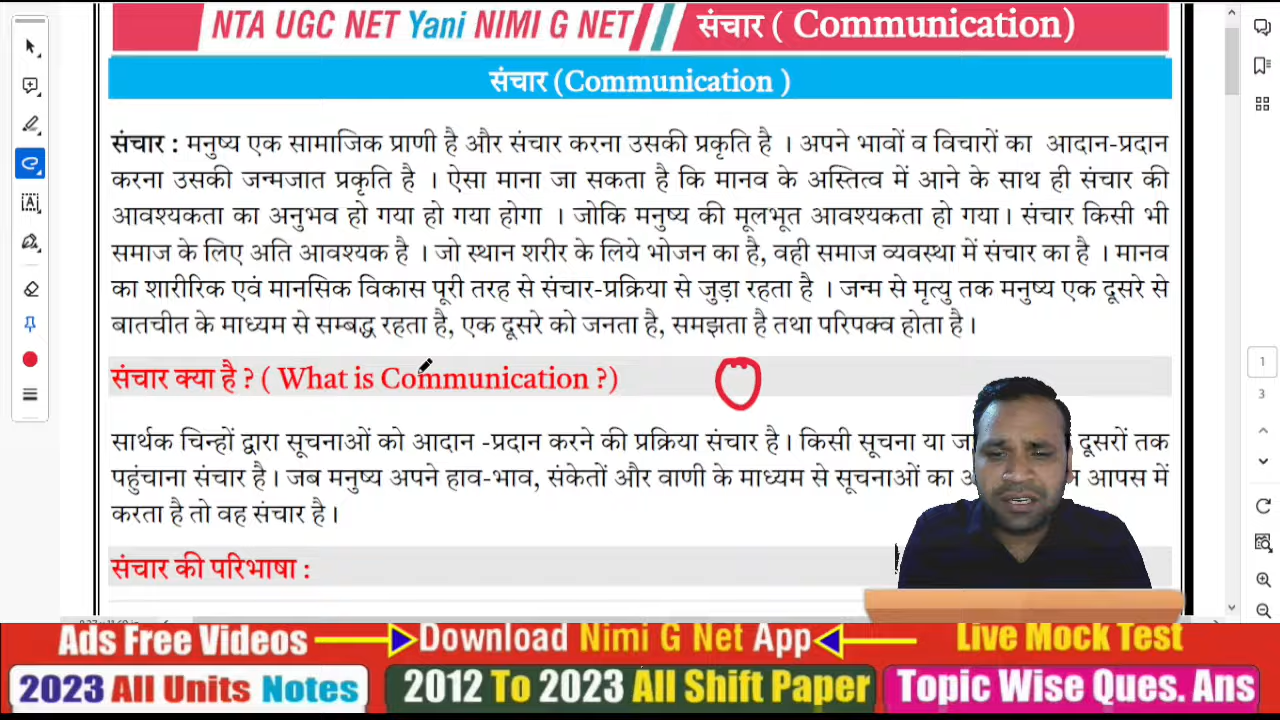 NTA UGC NET Yani NIMI G NET संचार ( Communication)
संचार (Communication )
संचार : मनुष्य एक सामाजिक प्राणी है और संचार करना उसकी प्रकृति है । अपने भावों व विचारों का आदान-प्रदान
करना उसकी जन्मजात प्रकृति है । ऐसा माना जा सकता है कि मानव के अस्तित्व में आने के साथ ही संचार की
आवश्यकता का अनुभव हो गया हो गया होगा । जोकि मनुष्य की मूलभूत आवश्यकता हो गया। संचार किसी भी
समाज के लिए अति आवश्यक है । जो स्थान शरीर के लिये भोजन का है, वही समाज व्यवस्था में संचार का है । मानव
का शारीरिक एवं मानसिक विकास पूरी तरह से संचार-प्रक्रिया से जुड़ा रहता है । जन्म से मृत्यु तक मनुष्य एक दूसरे से
बातचीत के माध्यम से सम्बद्ध रहता है, एक दूसरे को जनता है, समझता है तथा परिपक्व होता है।
संचार क्या है ? ( What is Communication ?)
सार्थक चिन्हों द्वारा सूचनाओं को आदान -प्रदान करने की प्रक्रिया संचार है। किसी सूचना या दूसरों तक
पहुंचाना संचार है। जब मनुष्य अपने हाव-भाव, संकेतों और वाणी के माध्यम से सूचनाओं का आपस में
करता है तो वह संचार है।
संचार की परिभाषा :
1
3
Ads Free Videos Download Nimi G Net App Live Mock Test
2023 All Units Notes 2012 To 2023 All Shift Paper Topic Wise Ques. Ans